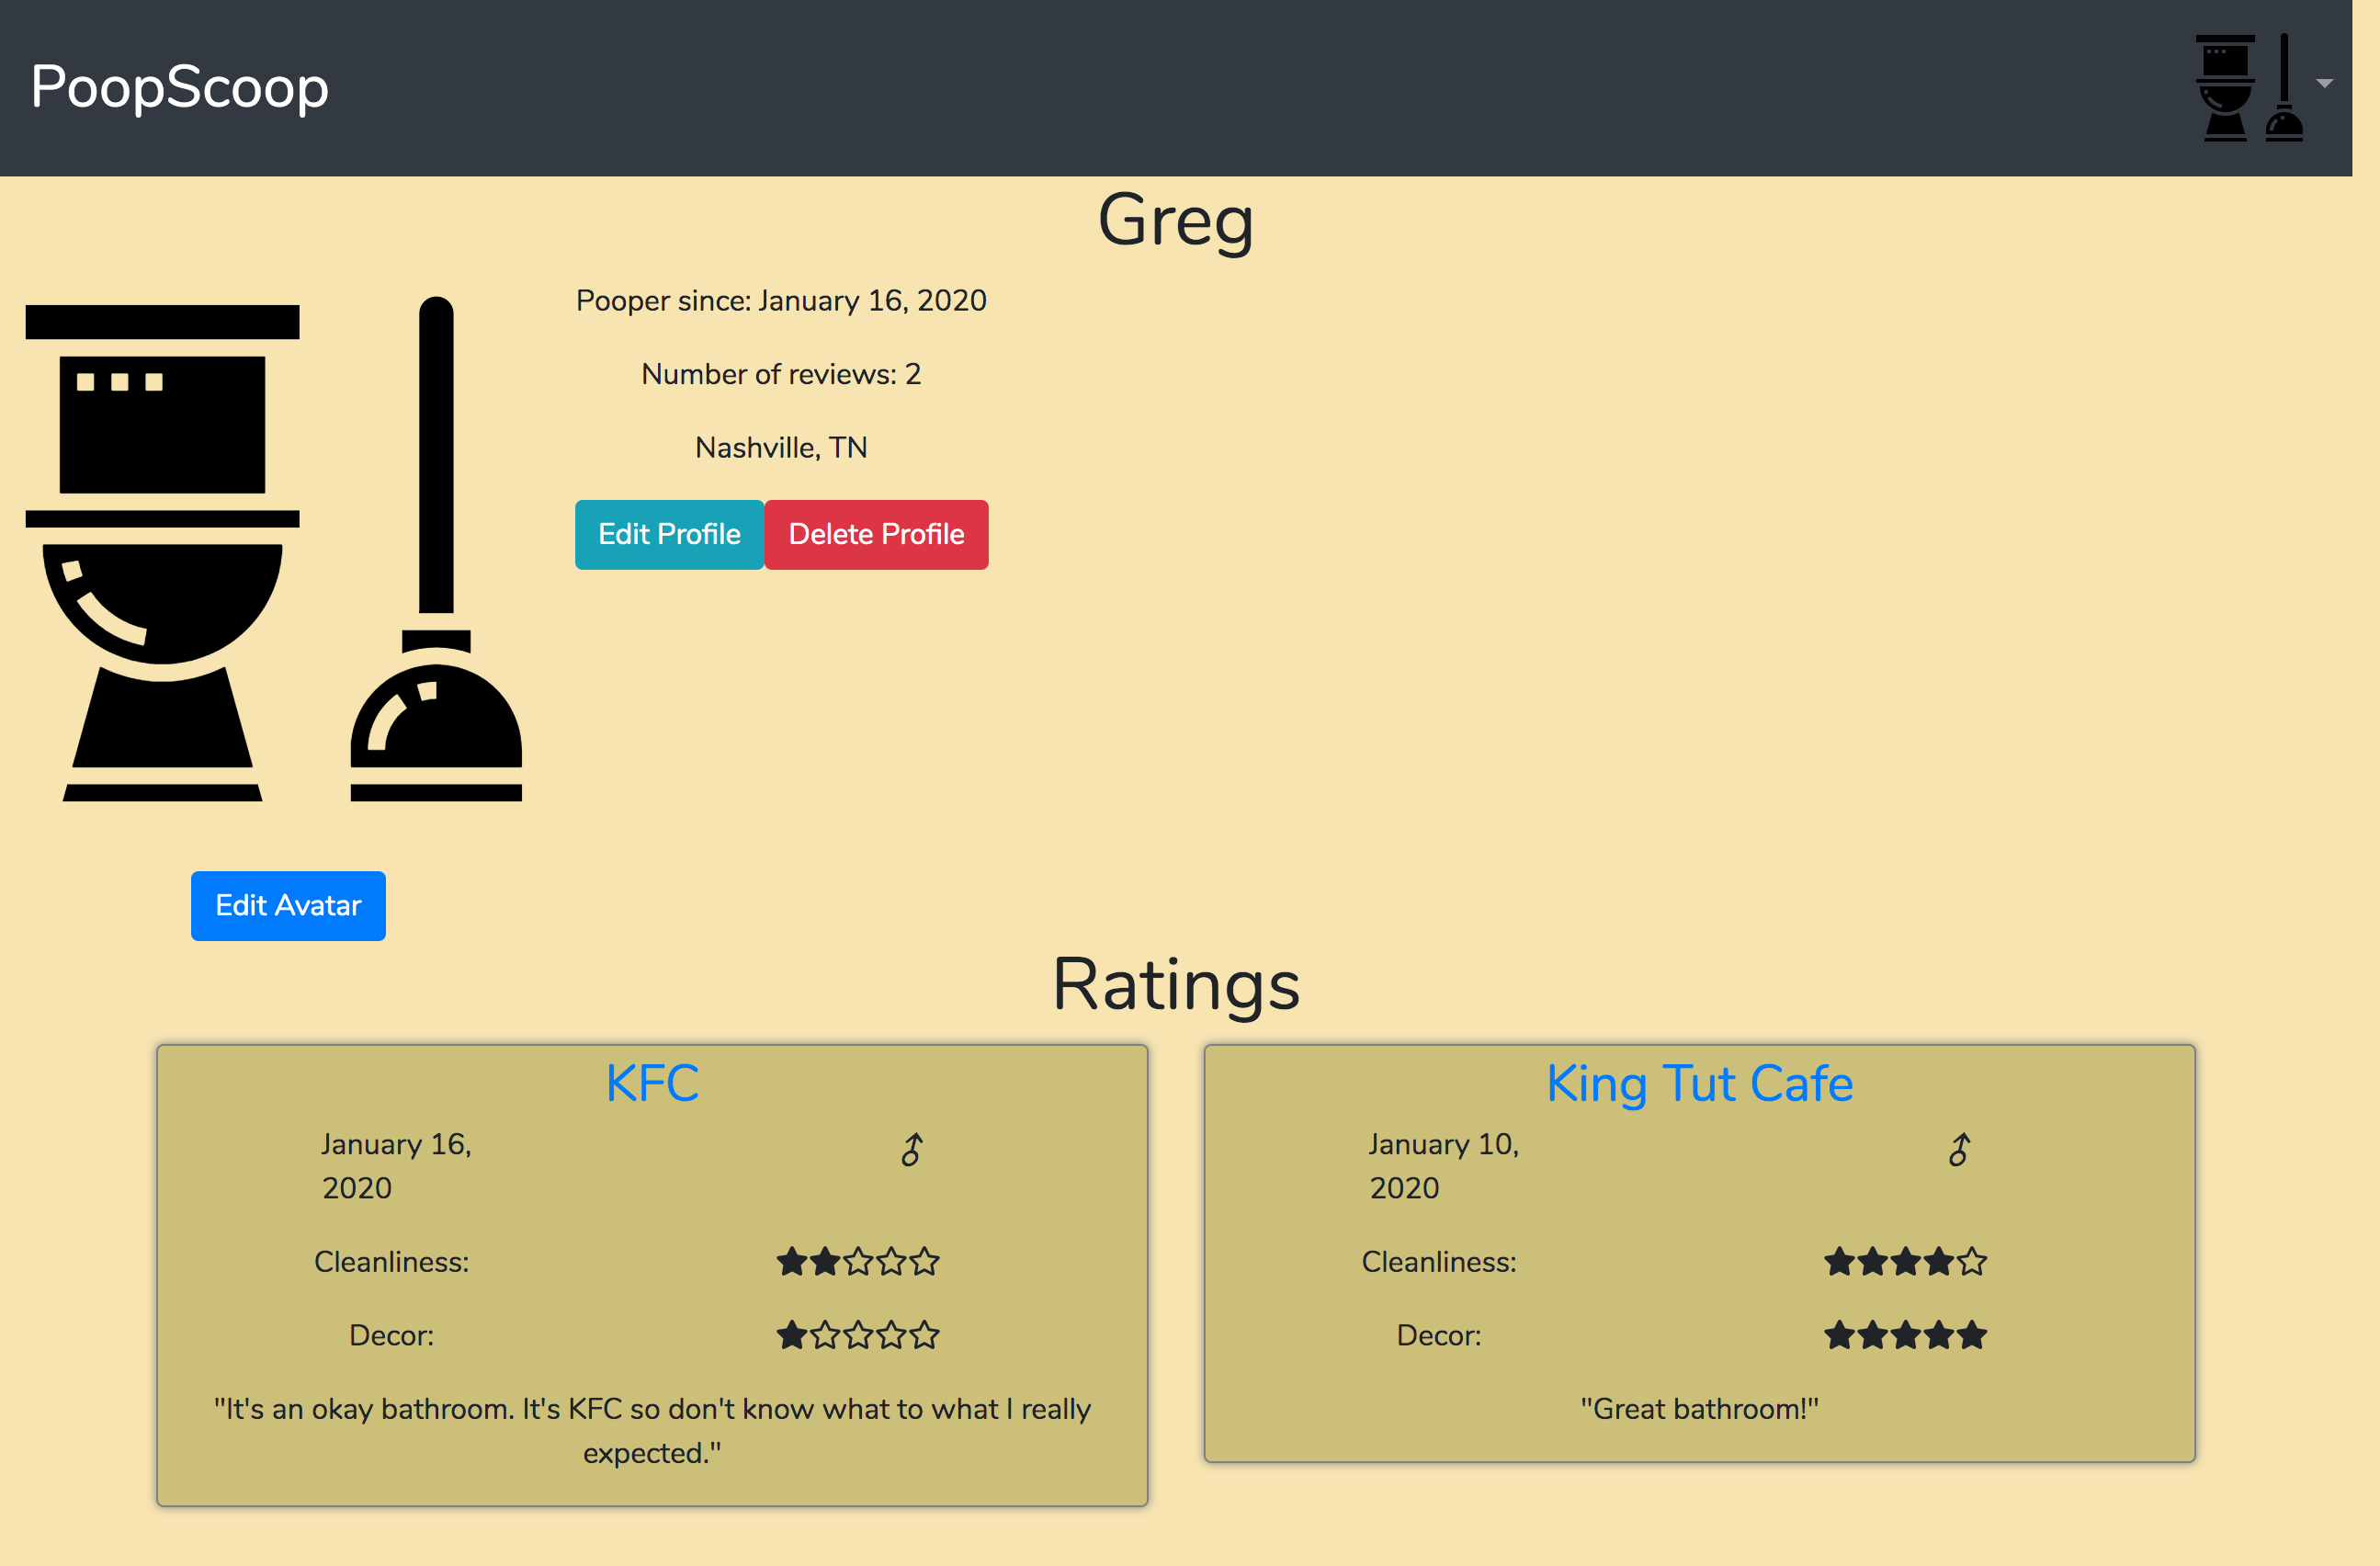 PoopScoop
Greg
Pooper since: January 16, 2020
Number of reviews: 2
Nashville, TN
Edit Profile Delete Profile
Edit Avatar
Ratings
KFC
January 16,
2020
Cleanliness:
Decor:
"It's an okay bathroom. It's KFC so don't know what to what I really
expected."
King Tut Cafe
January 10,
2020
Cleanliness:
Decor:
"Great bathroom!"